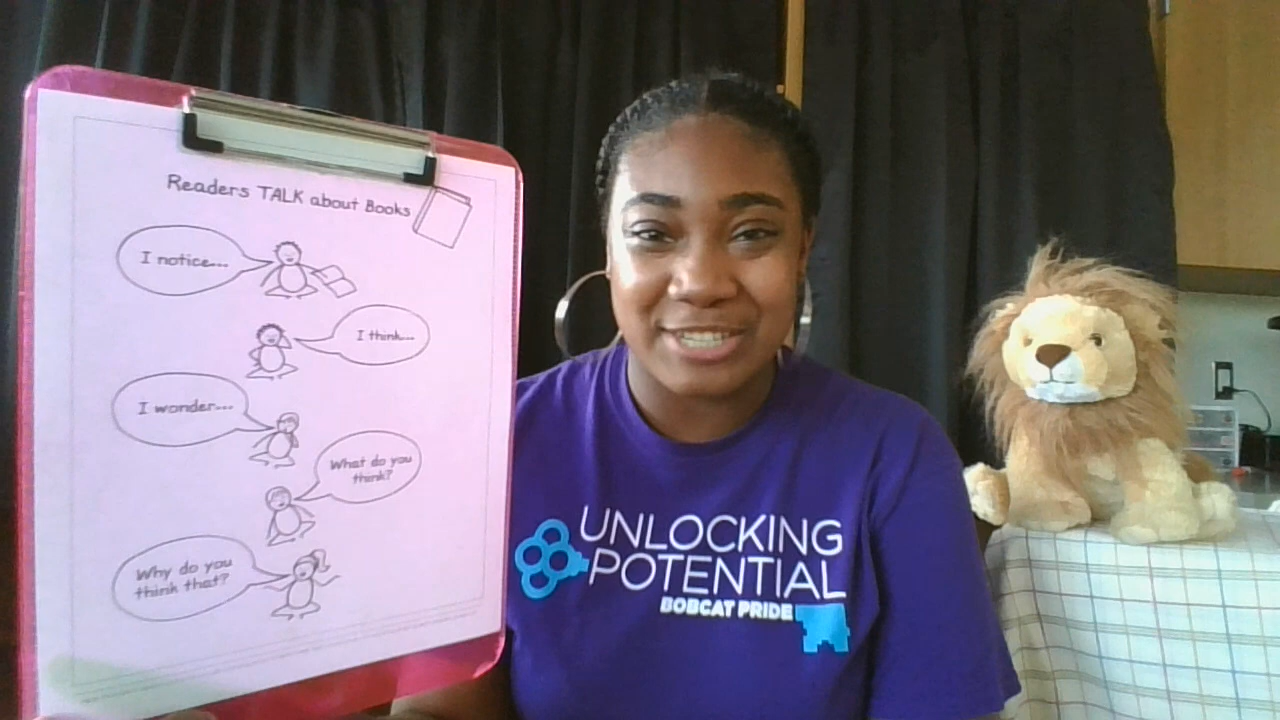 Readers TALK about Books
I notice...
I think...
I wonder...
What do you
think?
Why do you
think that?
UNLOCKING
POTENTIAL
BOBCAT PRIDE